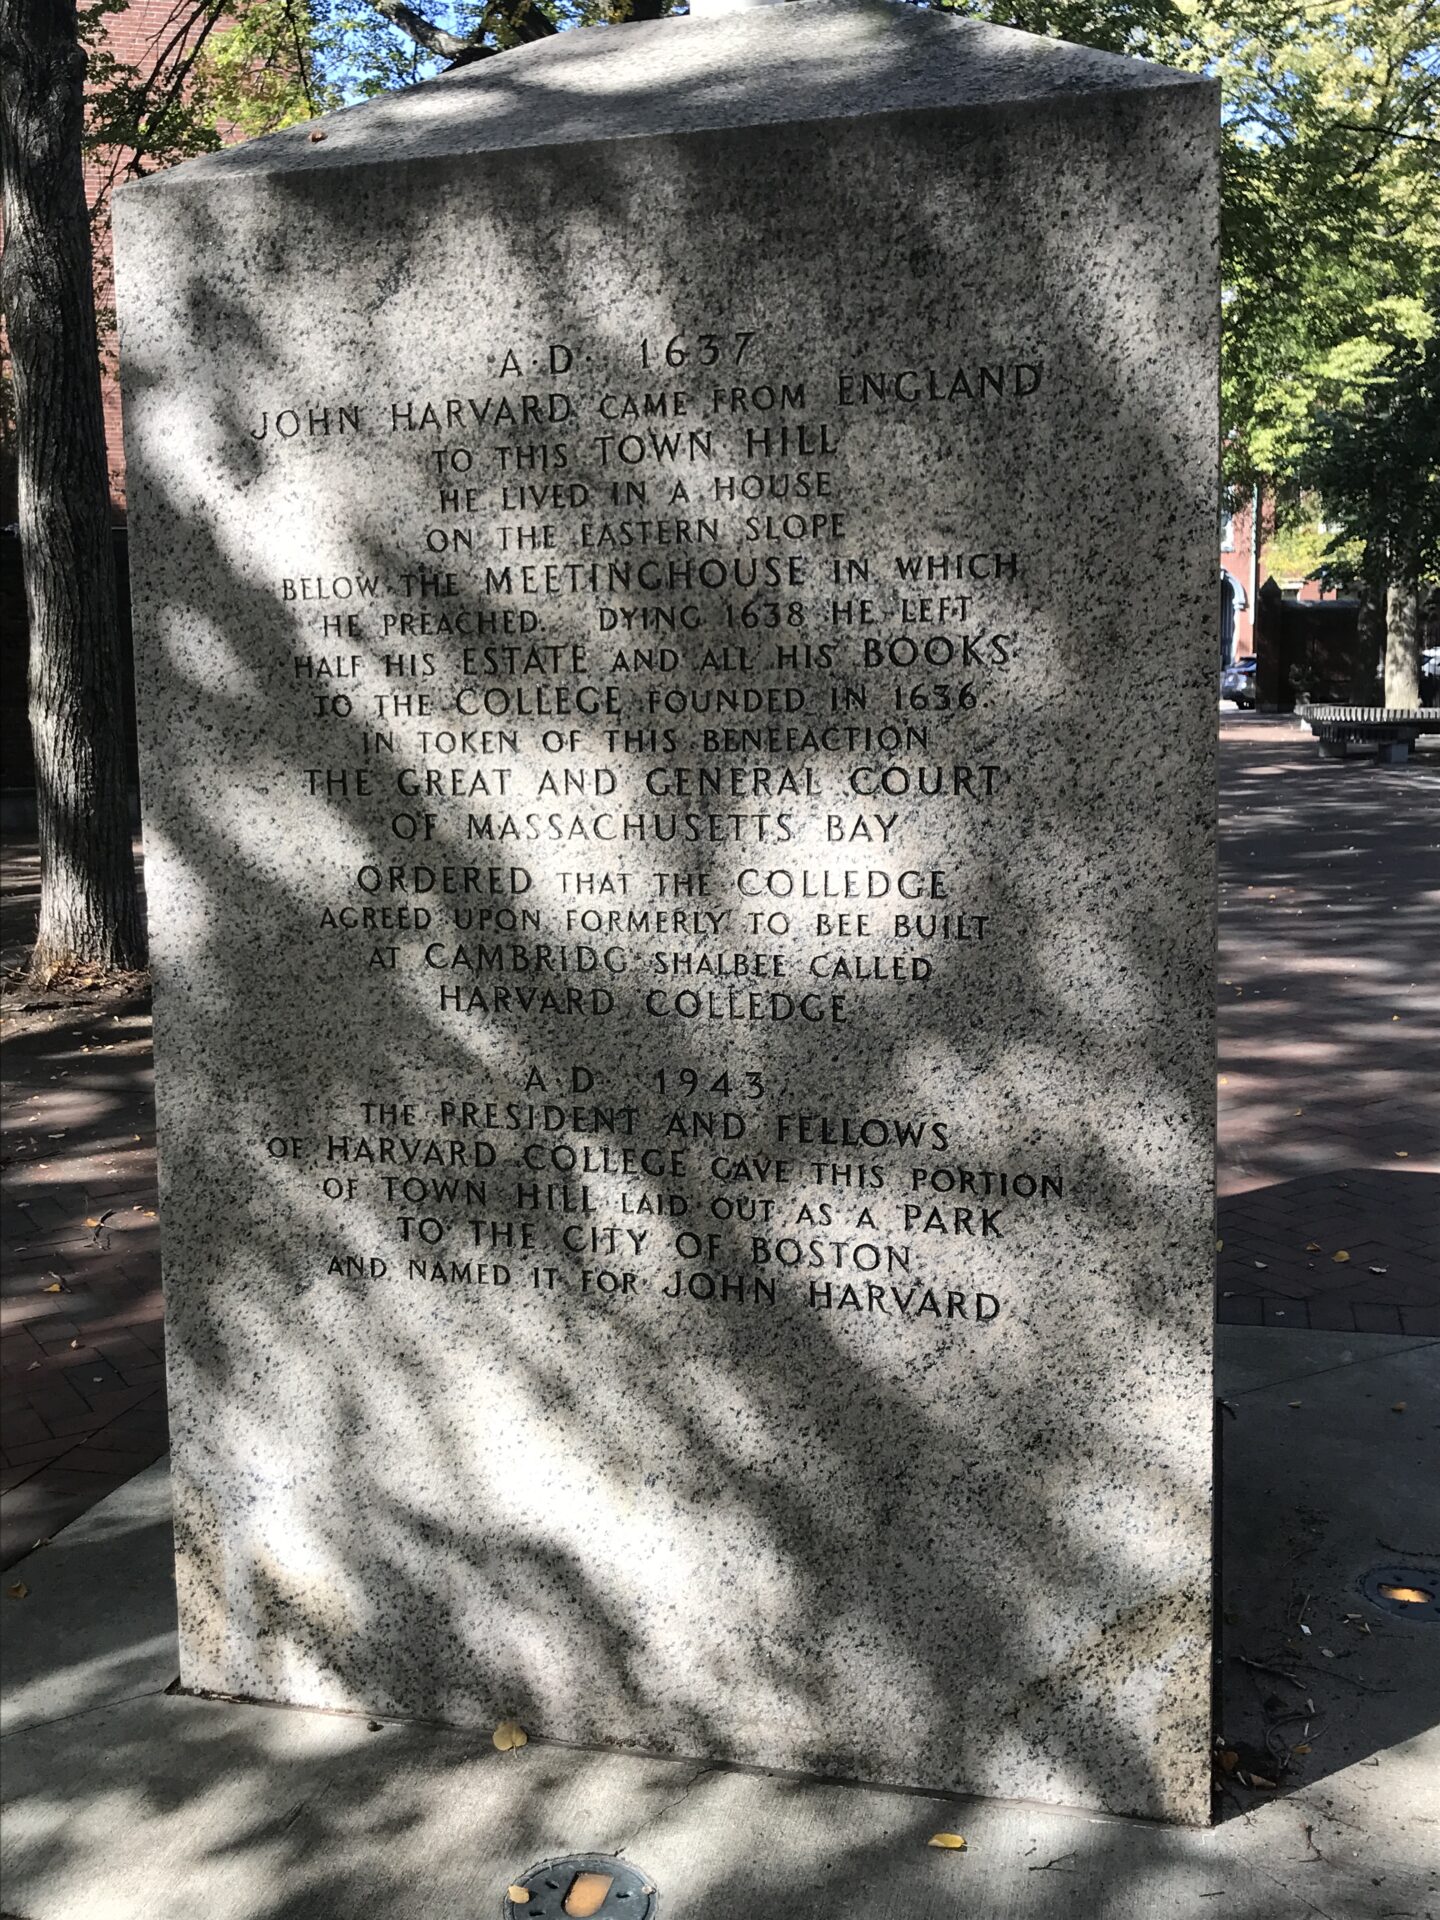 A·D· 1637
JOHN HARVARD CAME FROM ENGLAND
TO THIS TOWN HILL
HE LIVED IN A HOUSE
ON THE EASTERN SLOPE
BELOW THE MEETINGHOUSE IN WHICH
HE PREACHED. DYING 1638 HE LEFT
HALF HIS ESTATE AND ALL HIS BOOKS
TO THE COLLEGE FOUNDED IN 1636.
IN TOKEN OF THIS BENEFACTION
THE GREAT AND GENERAL COURT
OF MASSACHUSETTS BAY
ORDERED THAT THE COLLEDGE
AGREED UPON FORMERLY TO BEE BUILT
AT CAMBRIDG SHALBEE CALLED
HARVARD COLLEDGE
A·D· 1943
THE PRESIDENT AND FELLOWS
OF HARVARD COLLEGE GAVE THIS PORTION
OF TOWN HILL LAID OUT AS A PARK
TO THE CITY OF BOSTON
AND NAMED IT FOR JOHN HARVARD